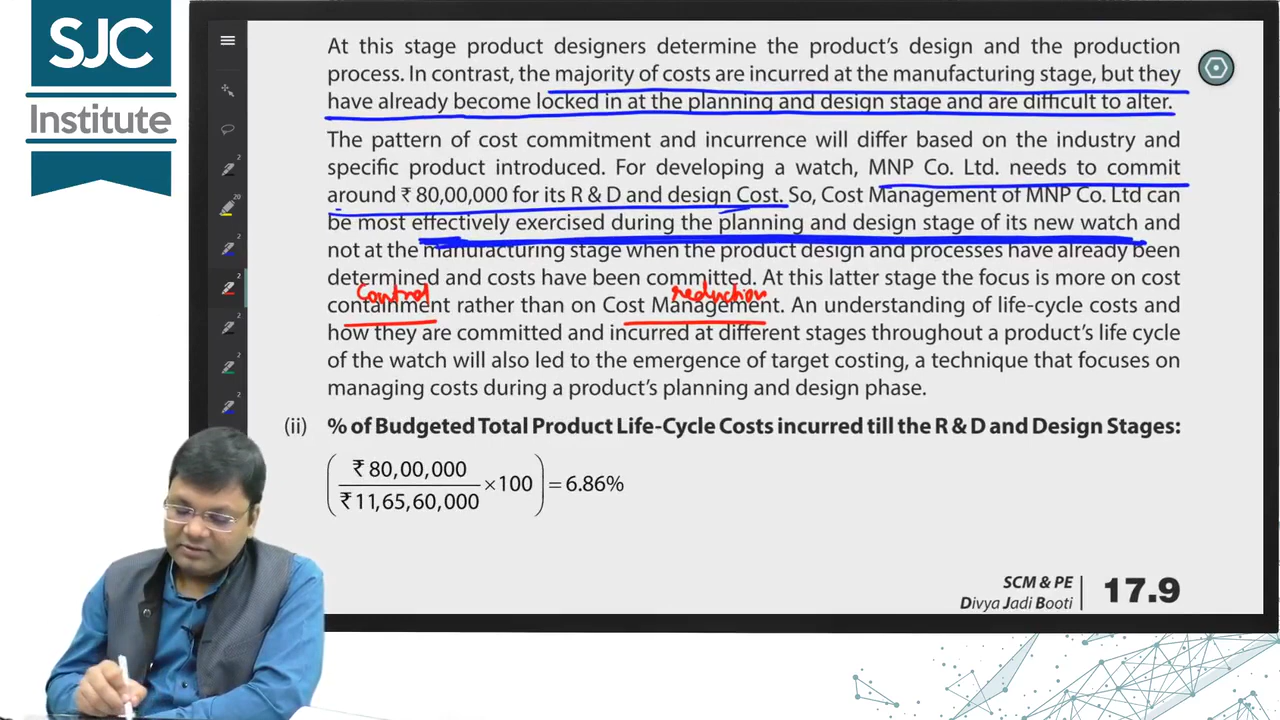 SJC
Institute
At this stage product designers determine the product's design and the production
process. In contrast, the majority of costs are incurred at the manufacturing stage, but they
have already become locked in at the planning and design stage and are difficult to alter.
The pattern of cost commitment and incurrence will differ based on the industry and
specific product introduced. For developing a watch, MNP Co. Ltd. needs to commit
around ₹ 80,00,000 for its R & D and design Cost. So, Cost Management of MNP Co. Ltd can
be most effectively exercised during the planning and design stage of its new watch and
not at the manufacturing stage when the product design and processes have already been
determined and costs have been committed. At this latter stage the focus is more on cost
Control reduction
containment rather than on Cost Management. An understanding of life-cycle costs and
how they are committed and incurred at different stages throughout a product's life cycle
of the watch will also led to the emergence of target costing, a technique that focuses on
managing costs during a product's planning and design phase.
(ii) % of Budgeted Total Product Life-Cycle Costs incurred till the R & D and Design Stages:
(₹ 80,00,000
₹ 11,65,60,000 × 100) = 6.86%
SCM & PE
Divya Jadi Booti
17.9
2
20
2
2
2
2
2